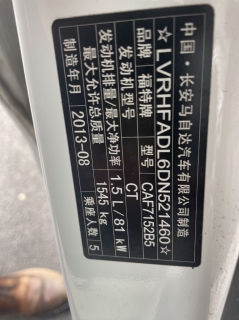 中国·长安马自达汽车有限公司制造
☆LVRHFADL6DN521460☆
品牌 福特牌 型号 CAF7152B5
发动机型号 CT
发动机排量/最大净功率 1.5 L / 81 kW
最大允许总质量 1545 kg
制造年月 2013-08 乘座人数 5